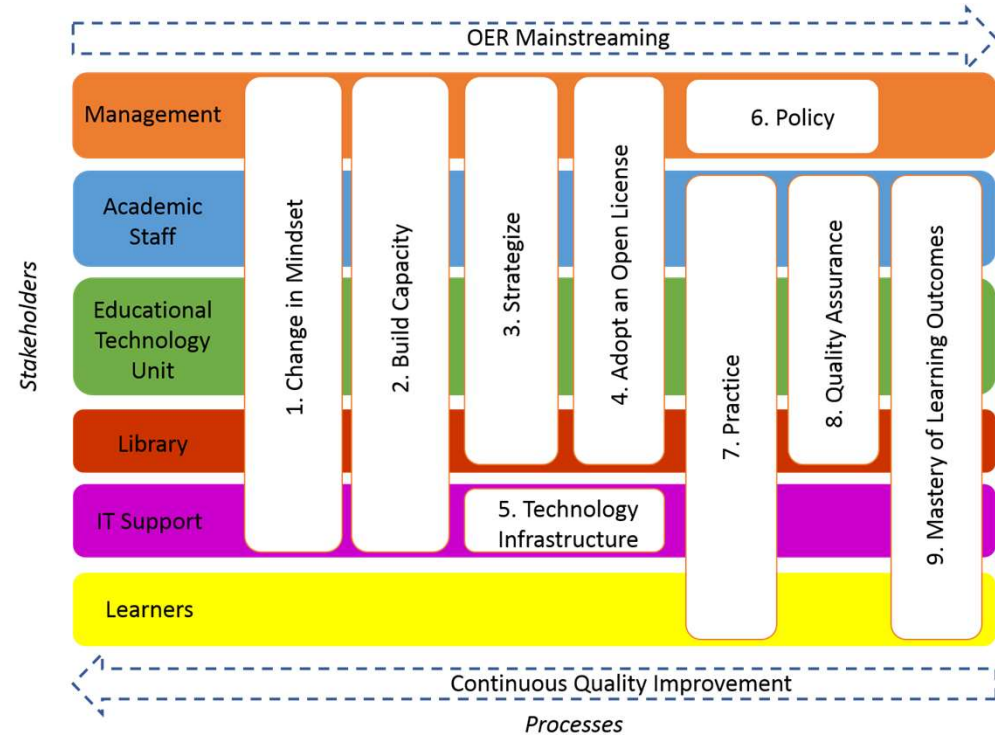 OER Mainstreaming
Stakeholders
Management
Academic
Staff
Educational
Technology
Unit
Library
IT Support
Learners
1. Change in Mindset
2. Build Capacity
3. Strategize
4. Adopt an Open License
5. Technology
Infrastructure
6. Policy
7. Practice
8. Quality Assurance
9. Mastery of Learning Outcomes
Continuous Quality Improvement
Processes